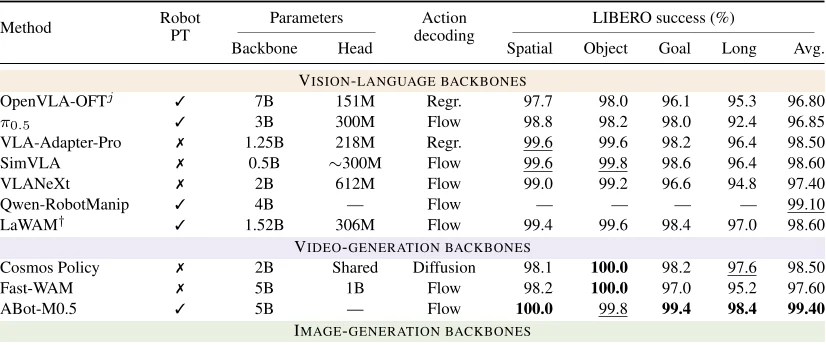 Method Robot PT Parameters Action decoding LIBERO success (%)
Backbone Head Spatial Object Goal Long Avg.
VISION-LANGUAGE BACKBONES
OpenVLA-OFTʲ ✓ 7B 151M Regr. 97.7 98.0 96.1 95.3 96.80
π₀.₅ ✓ 3B 300M Flow 98.8 98.2 98.0 92.4 96.85
VLA-Adapter-Pro ✗ 1.25B 218M Regr. 99.6 99.6 98.2 96.4 98.50
SimVLA ✗ 0.5B ~300M Flow 99.6 99.8 98.6 96.4 98.60
VLANeXt ✗ 2B 612M Flow 99.0 99.2 96.6 94.8 97.40
Qwen-RobotManip ✓ 4B — Flow — — — — 99.10
LaWAM† ✓ 1.52B 306M Flow 99.4 99.6 98.4 97.0 98.60
VIDEO-GENERATION BACKBONES
Cosmos Policy ✗ 2B Shared Diffusion 98.1 100.0 98.2 97.6 98.50
Fast-WAM ✗ 5B 1B Flow 98.2 100.0 97.0 95.2 97.60
ABot-M0.5 ✓ 5B — Flow 100.0 99.8 99.4 98.4 99.40
IMAGE-GENERATION BACKBONES